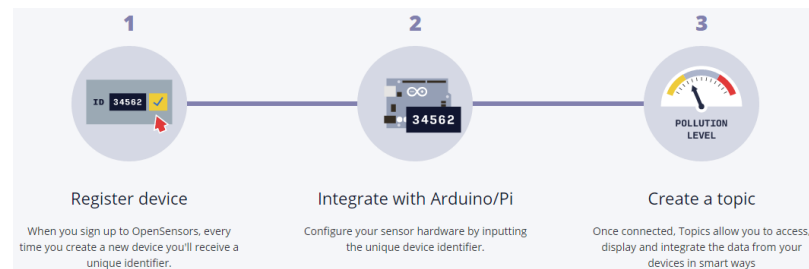 1
2
3
ID 34562
34562
POLLUTION
LEVEL
Register device
Integrate with Arduino/Pi
Create a topic
When you sign up to OpenSensors, every
time you create a new device you'll receive a
unique identifier.
Configure your sensor hardware by inputting
the unique device identifier.
Once connected, Topics allow you to access,
display and integrate the data from your
devices in smart ways